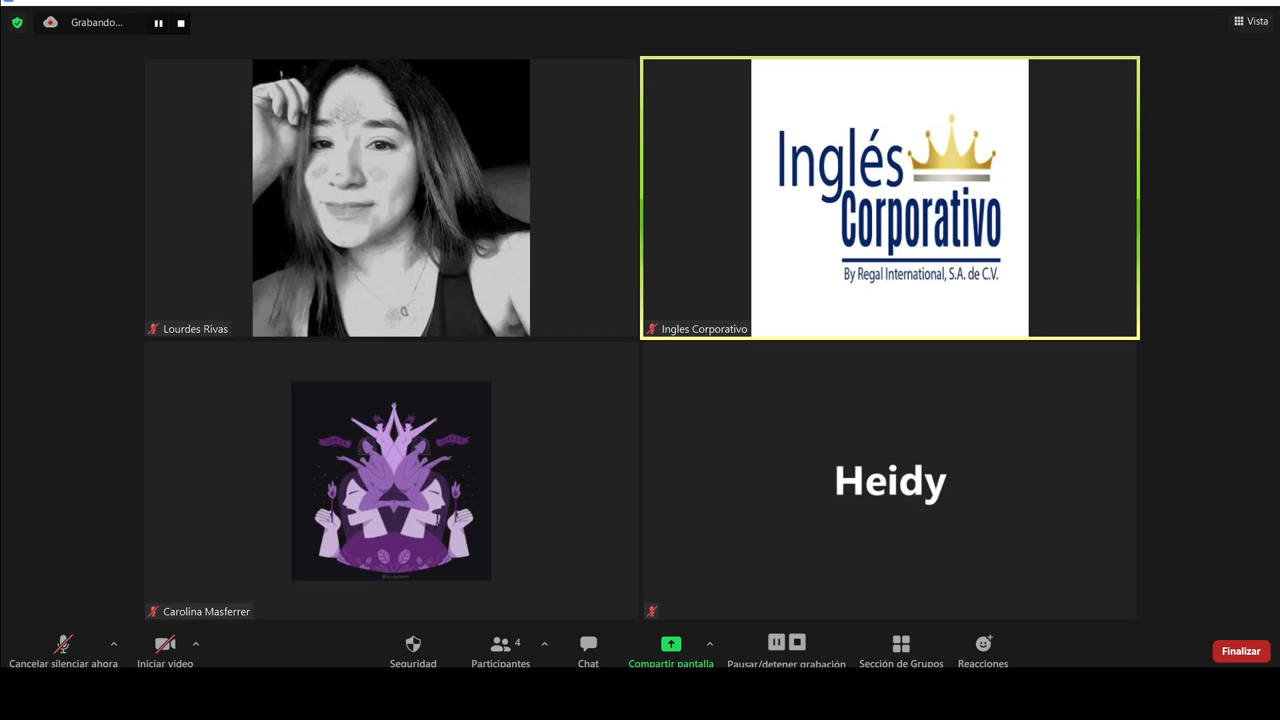 Grabando...
Vista
Inglés
Corporativo
By Regal International, S.A. de C.V.
Lourdes Rivas
Ingles Corporativo
Heidy
Carolina Masferrer
4
Cancelar silenciar ahora
Iniciar video
Seguridad
Participantes
Chat
Compartir pantalla
Pausar/detener grabación
Sección de Grupos
Reacciones
Finalizar